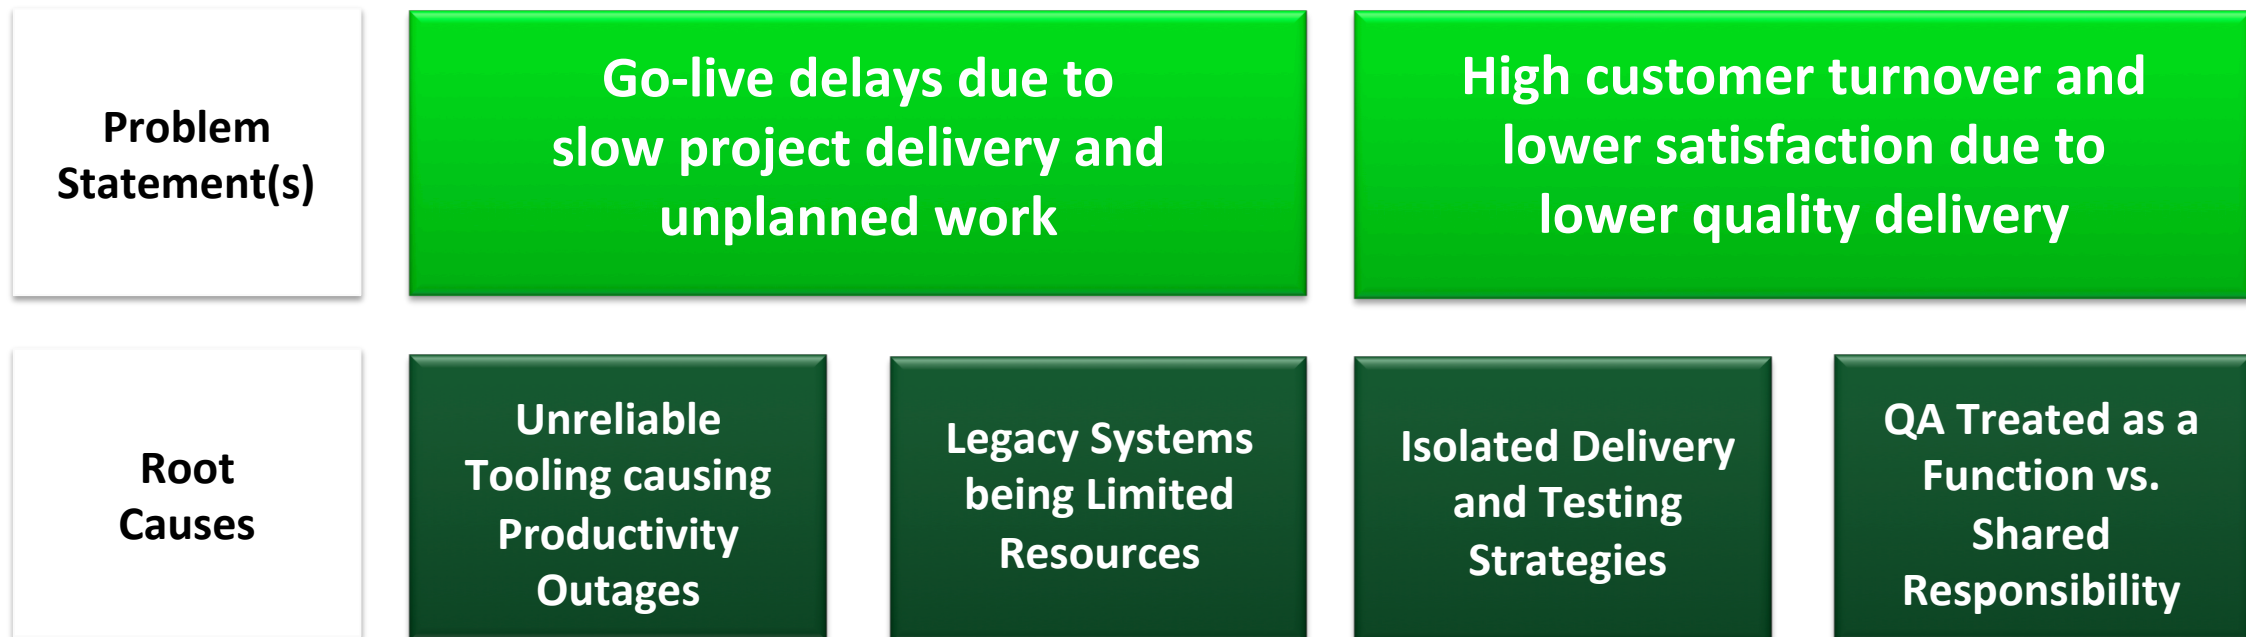 Problem
Statement(s)
Go-live delays due to
slow project delivery and
unplanned work
High customer turnover and
lower satisfaction due to
lower quality delivery
Root
Causes
Unreliable
Tooling causing
Productivity
Outages
Legacy Systems
being Limited
Resources
Isolated Delivery
and Testing
Strategies
QA Treated as a
Function vs.
Shared
Responsibility